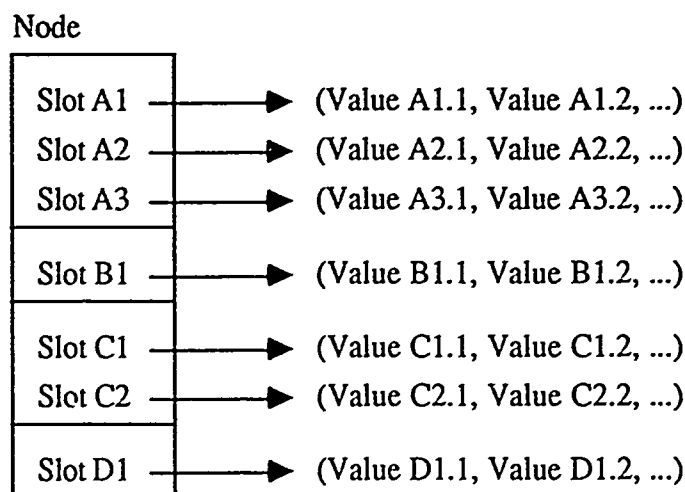 Node
Slot A1 (Value A1.1, Value A1.2, ...)
Slot A2 (Value A2.1, Value A2.2, ...)
Slot A3 (Value A3.1, Value A3.2, ...)
Slot B1 (Value B1.1, Value B1.2, ...)
Slot C1 (Value C1.1, Value C1.2, ...)
Slot C2 (Value C2.1, Value C2.2, ...)
Slot D1 (Value D1.1, Value D1.2, ...)